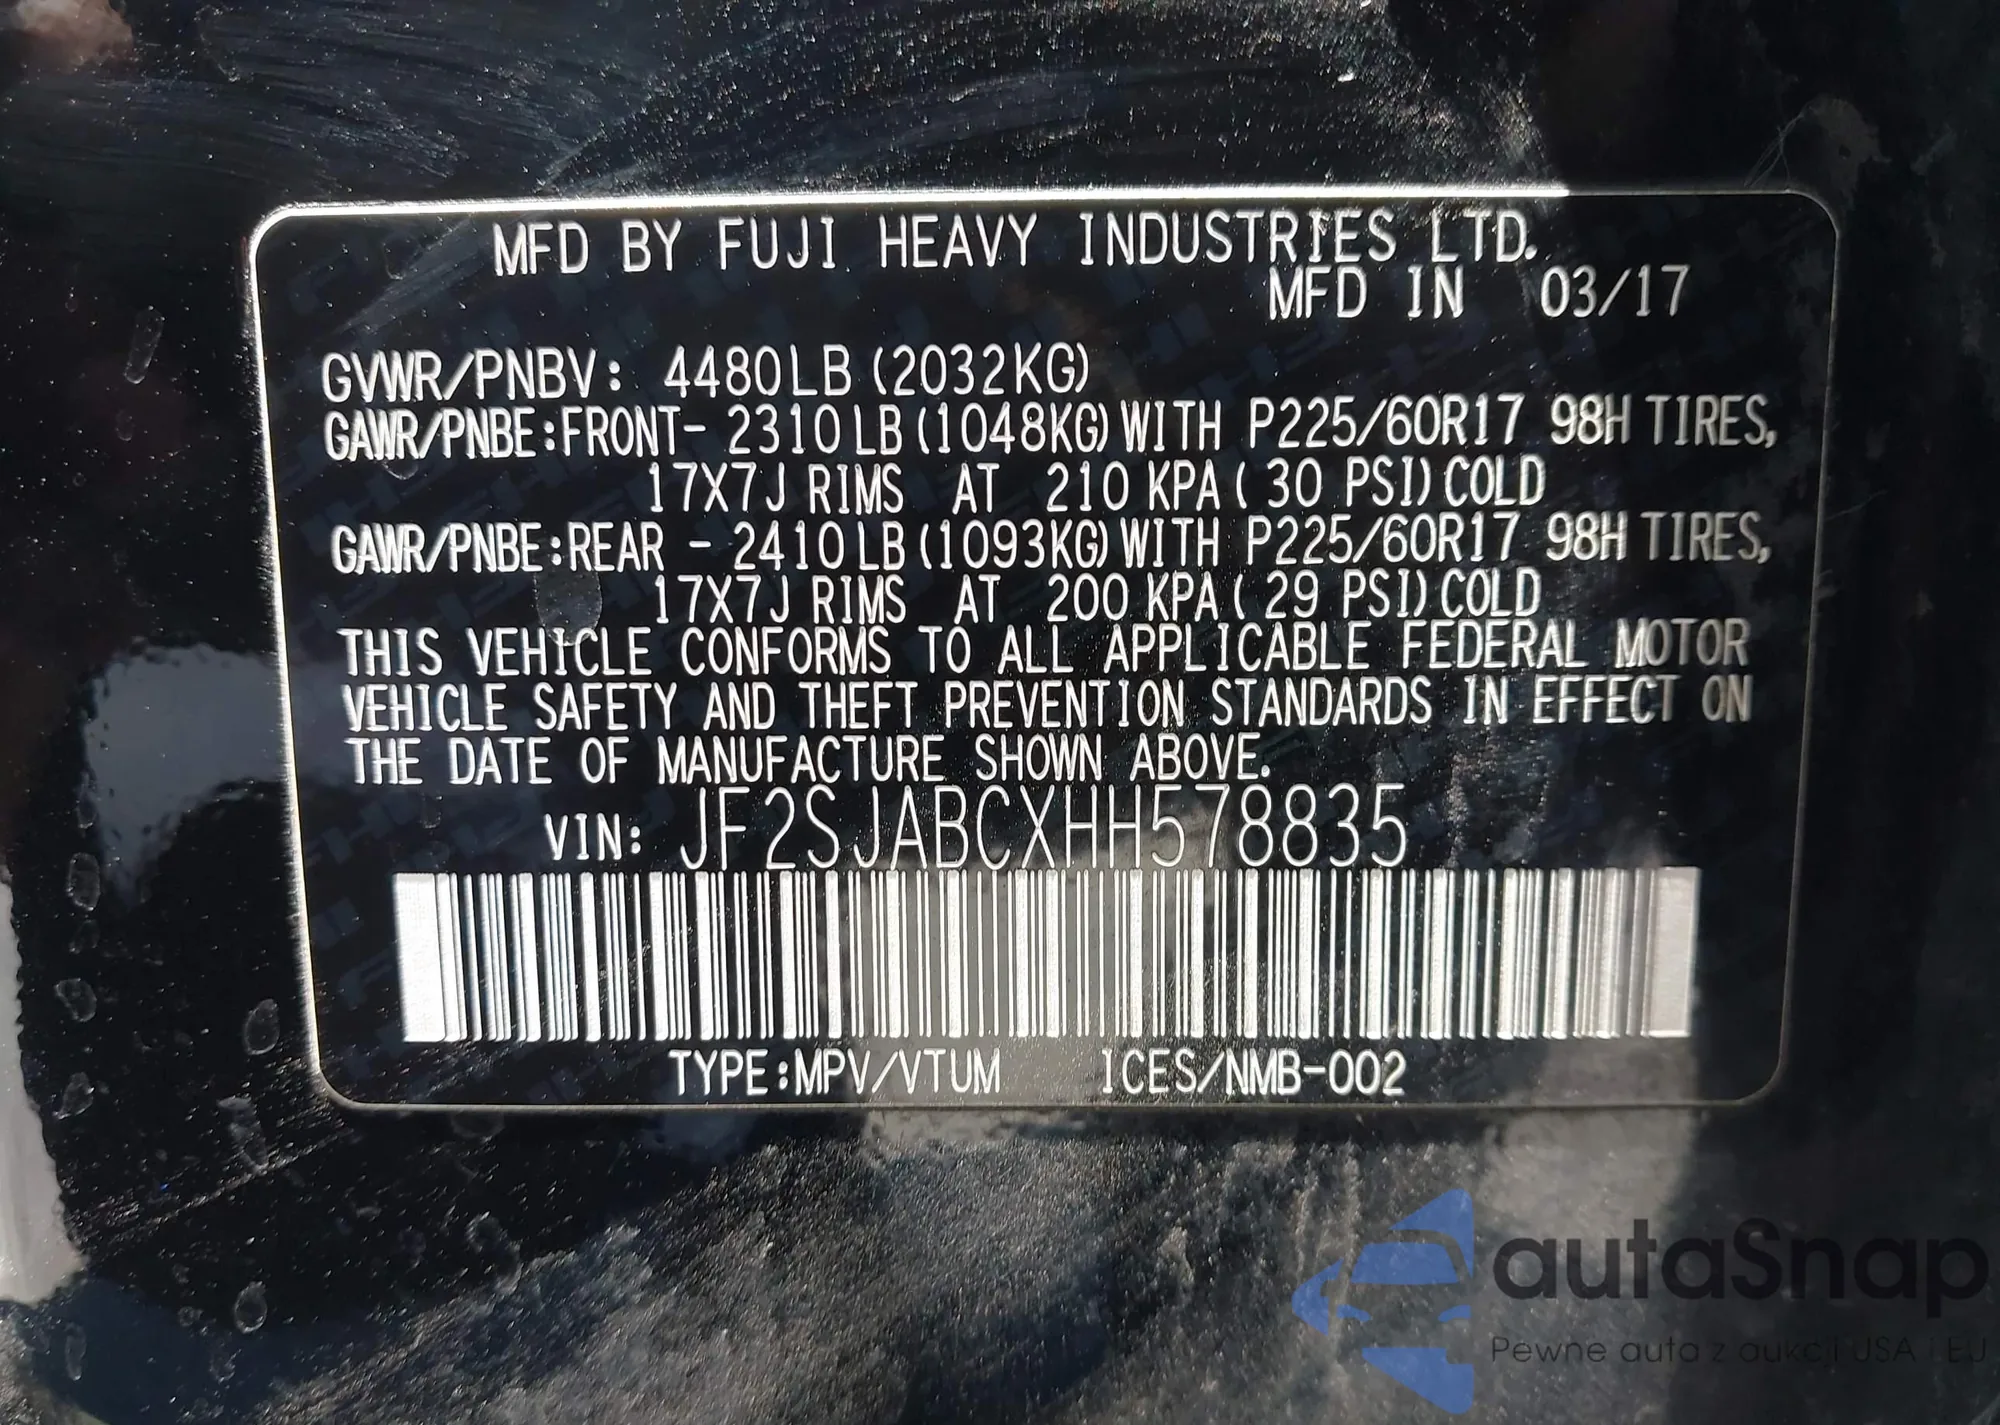 MFD BY FUJI HEAVY INDUSTRIES LTD.
MFD IN 03/17
GVWR/PNBV: 4480LB (2032KG)
GAWR/PNBE:FRONT- 2310LB (1048KG) WITH P225/60R17 98H TIRES,
17X7J RIMS AT 210 KPA ( 30 PSI) COLD
GAWR/PNBE:REAR - 2410LB (1093KG) WITH P225/60R17 98H TIRES,
17X7J RIMS AT 200 KPA ( 29 PSI) COLD
THIS VEHICLE CONFORMS TO ALL APPLICABLE FEDERAL MOTOR
VEHICLE SAFETY AND THEFT PREVENTION STANDARDS IN EFFECT ON
THE DATE OF MANUFACTURE SHOWN ABOVE.
VIN: JF2SJABCXHH578835
TYPE:MPV/VTUM ICES/NMB-002
autaSnap
Pewne auta z aukcji USA i EU